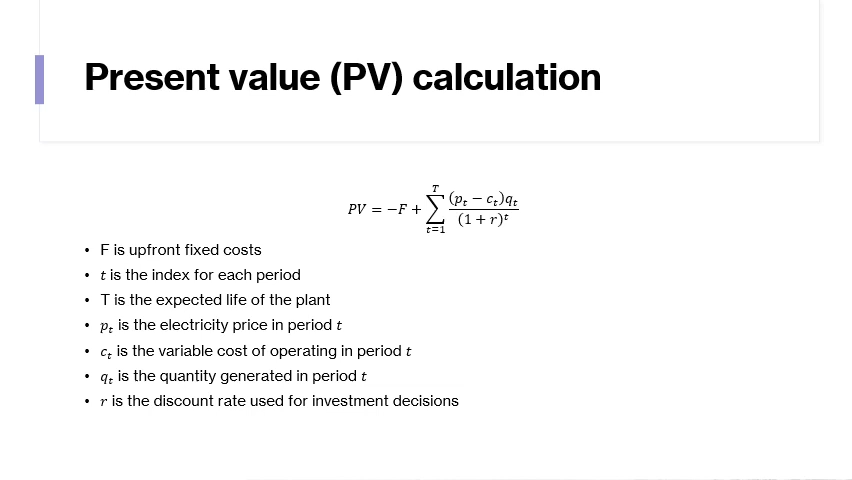 Present value (PV) calculation
PV = −F + ∑_{t=1}^{T} (p_t − c_t)q_t / (1 + r)^t
• F is upfront fixed costs
• t is the index for each period
• T is the expected life of the plant
• p_t is the electricity price in period t
• c_t is the variable cost of operating in period t
• q_t is the quantity generated in period t
• r is the discount rate used for investment decisions